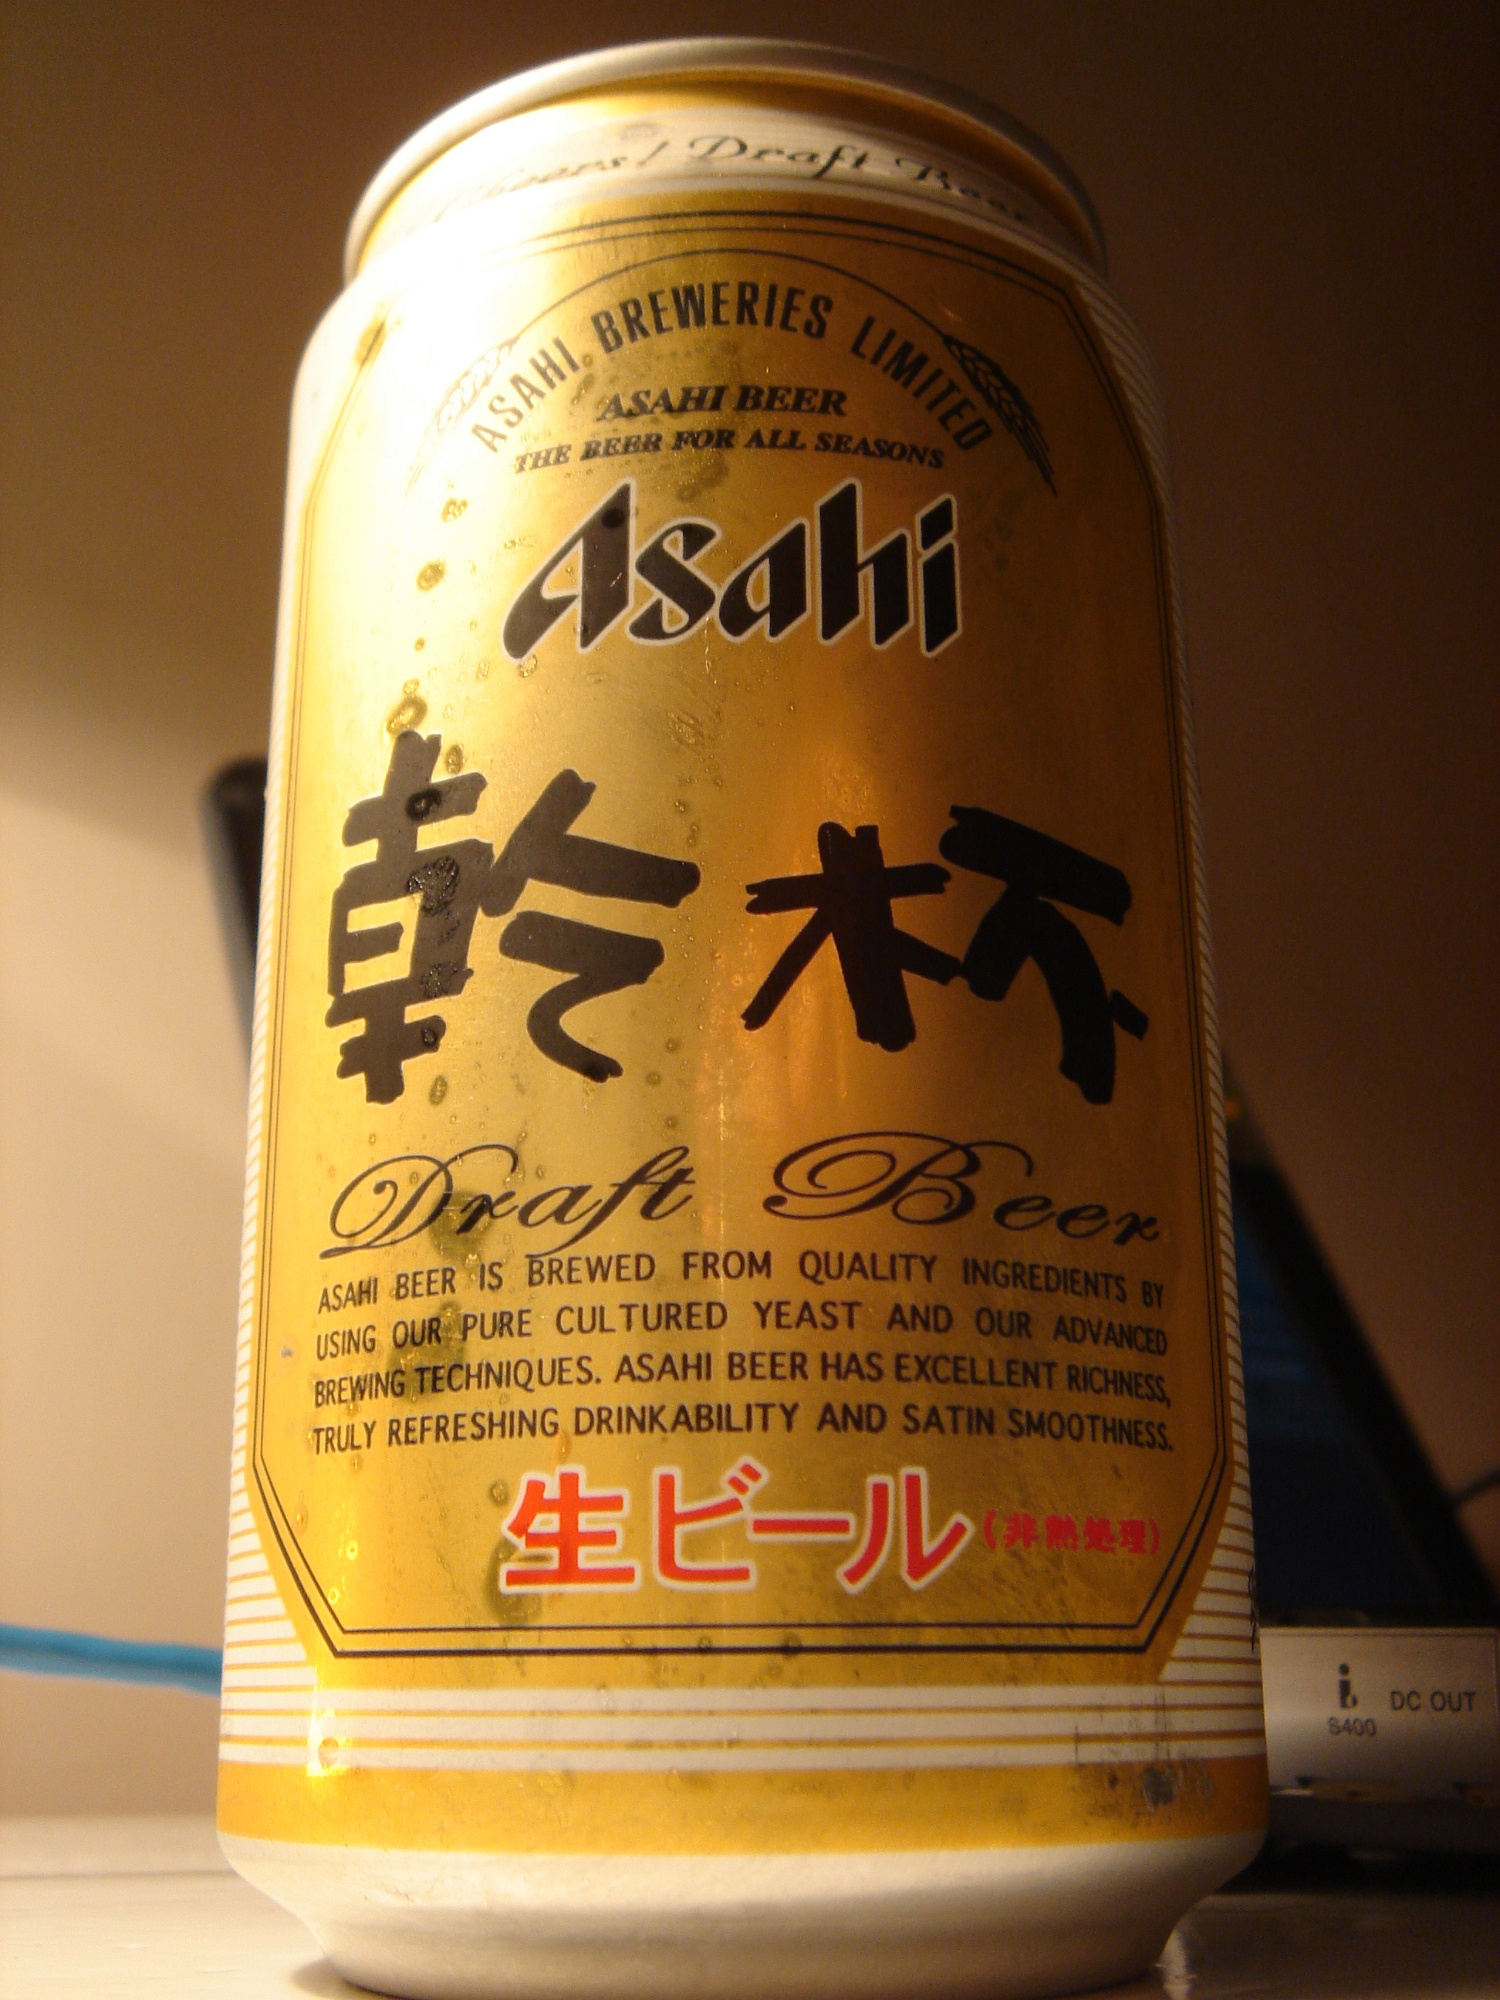 Cheers! Draft Beer
ASAHI BREWERIES LIMITED
ASAHI BEER
THE BEER FOR ALL SEASONS
Asahi
乾杯
Draft Beer
ASAHI BEER IS BREWED FROM QUALITY INGREDIENTS BY
USING OUR PURE CULTURED YEAST AND OUR ADVANCED
BREWING TECHNIQUES. ASAHI BEER HAS EXCELLENT RICHNESS,
TRULY REFRESHING DRINKABILITY AND SATIN SMOOTHNESS.
生ビール (非熱処理)
i. DC OUT
S400